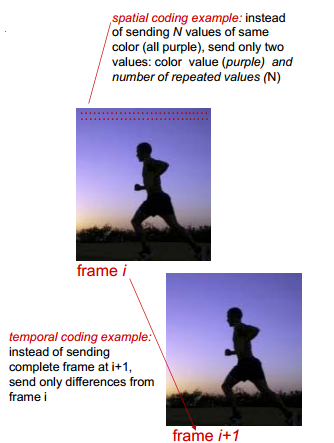 spatial coding example: instead
of sending N values of same
color (all purple), send only two
values: color value (purple) and
number of repeated values (N)
frame i
temporal coding example:
instead of sending
complete frame at i+1,
send only differences from
frame i
frame i+1